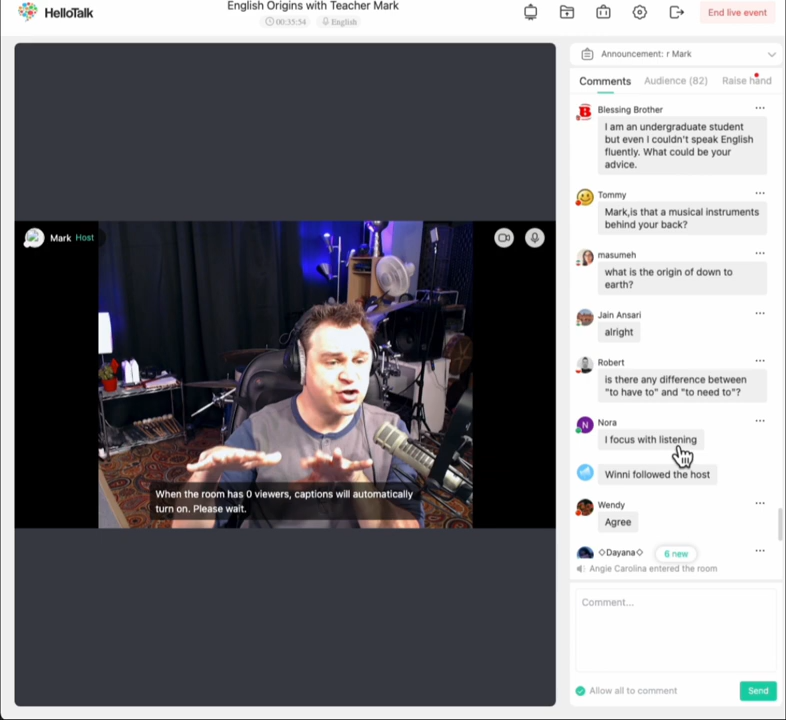 HelloTalk
English Origins with Teacher Mark
00:35:54
English
End live event
Mark Host
When the room has 0 viewers, captions will automatically
turn on. Please wait.
Announcement: r Mark
Comments
Audience (82)
Raise hand
Blessing Brother
I am an undergraduate student
but even I couldn't speak English
fluently. What could be your
advice.
Tommy
Mark,is that a musical instruments
behind your back?
masumeh
what is the origin of down to
earth?
Jain Ansari
alright
Robert
is there any difference between
"to have to" and "to need to"?
N
Nora
I focus with listening
Winni followed the host
Wendy
Agree
◇Dayana◇
6 new
Angie Carolina entered the room
Comment...
Allow all to comment
Send